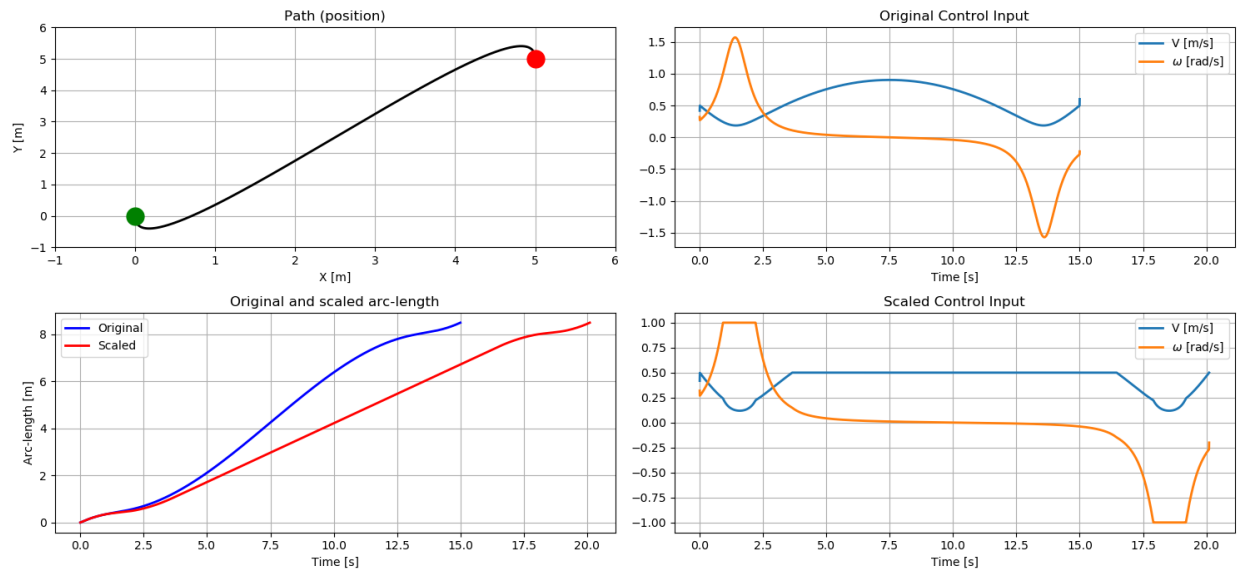 Path (position)
6
5
4
3
2
1
0
−1
Y [m]
−1 0 1 2 3 4 5 6
X [m]
Original Control Input
1.5
1.0
0.5
0.0
−0.5
−1.0
−1.5
V [m/s]
ω [rad/s]
0.0 2.5 5.0 7.5 10.0 12.5 15.0 17.5 20.0
Time [s]
Original and scaled arc-length
8
6
4
2
0
Arc-length [m]
Original
Scaled
0.0 2.5 5.0 7.5 10.0 12.5 15.0 17.5 20.0
Time [s]
Scaled Control Input
1.00
0.75
0.50
0.25
0.00
−0.25
−0.50
−0.75
−1.00
V [m/s]
ω [rad/s]
0.0 2.5 5.0 7.5 10.0 12.5 15.0 17.5 20.0
Time [s]